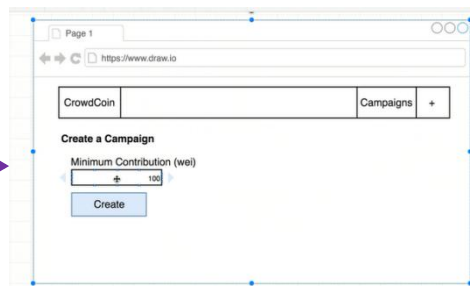 Page 1
https://www.draw.io
CrowdCoin Campaigns +
Create a Campaign
Minimum Contribution (wei)
100
Create